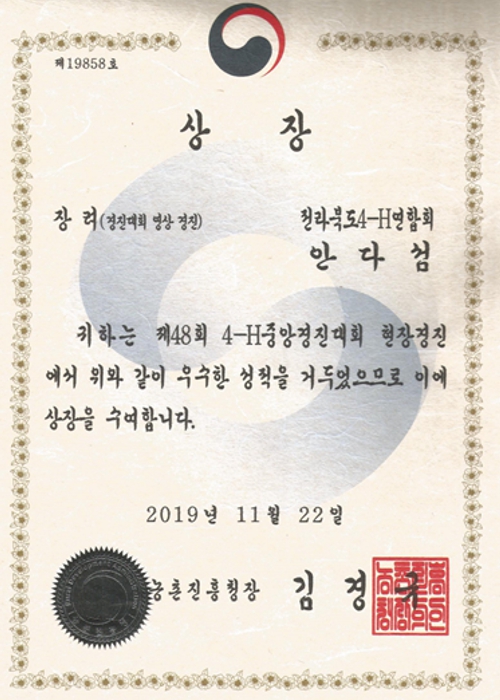 제19858호
상 장
장 려(경진대회 영상 경진)
전라북도4-H연합회
안 다 섬
귀하는 제48회 4-H중앙경진대회 현장경진
에서 위와 같이 우수한 성적을 거두었으므로 이에
상장을 수여합니다.
2019년 11월 22일
농촌진흥청장 김 경 규